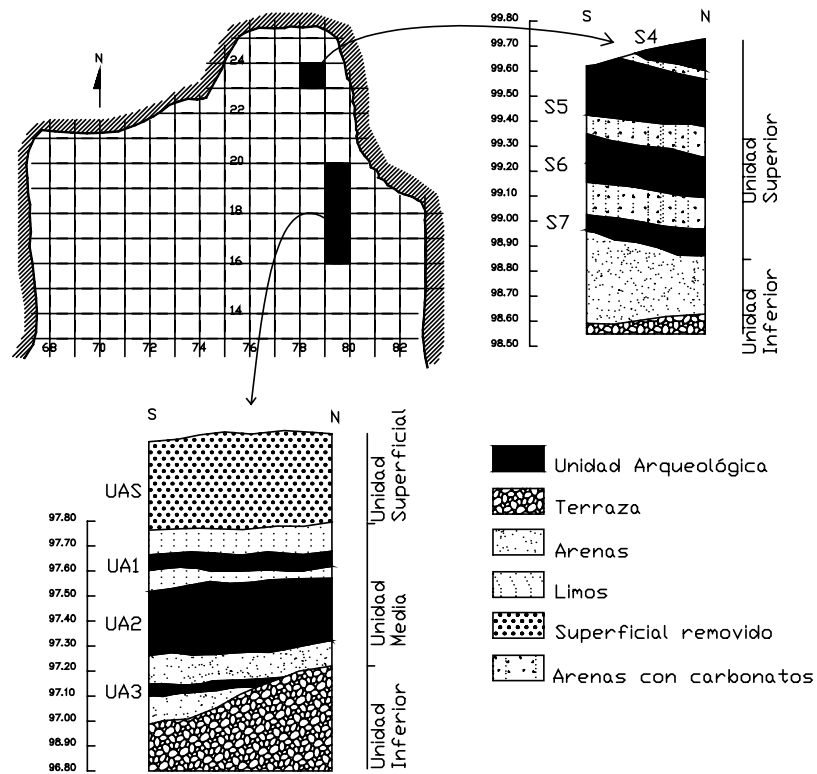 N
24
22
20
18
16
14
68 70 72 74 76 78 80 82
S N
99.80
99.70
99.60
99.50
99.40
99.30
99.20
99.10
99.00
98.90
98.80
98.70
98.60
98.50
S4
S5
S6
S7
Unidad
Superior
Unidad
Inferior
S N
UAS
97.80
97.70
97.60
97.50
97.40
97.30
97.20
97.10
97.00
98.90
96.80
UA1
UA2
UA3
Unidad
Superficial
Unidad
Media
Unidad
Inferior
Unidad Arqueológica
Terraza
Arenas
Limos
Superficial removido
Arenas con carbonatos